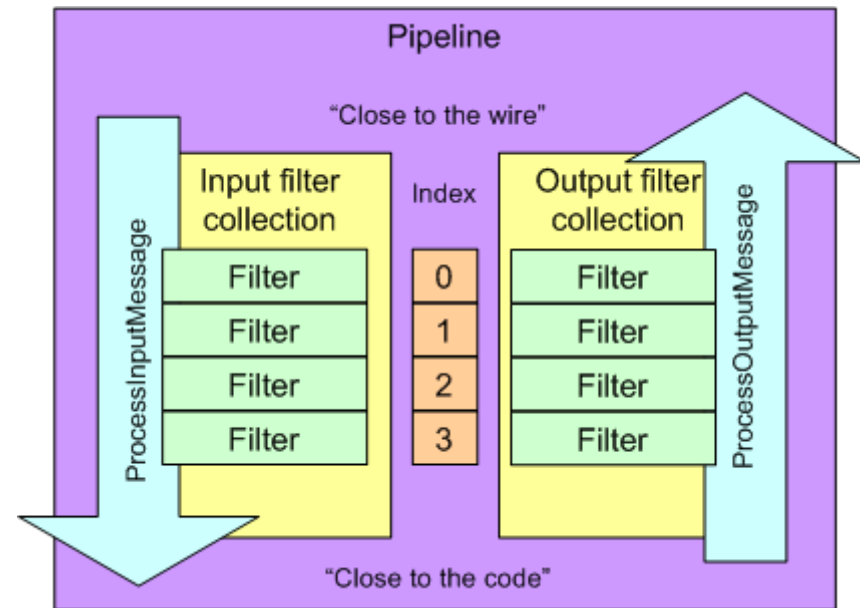 Pipeline
“Close to the wire”
Input filter
collection
Index
Output filter
collection
ProcessInputMessage
Filter
0
Filter
Filter
1
Filter
Filter
2
Filter
Filter
3
Filter
ProcessOutputMessage
“Close to the code”